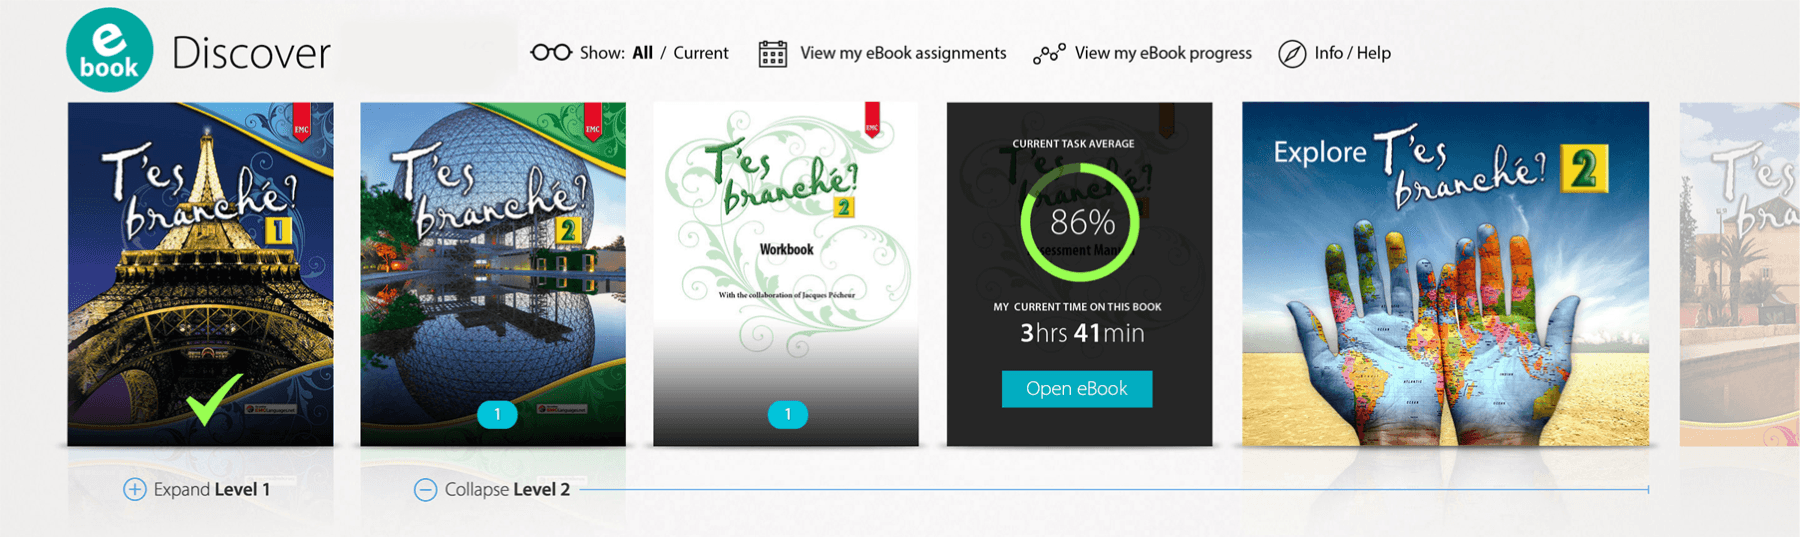 e
book
Discover
Show: All / Current
View my eBook assignments
View my eBook progress
Info / Help
EMC
T'es
branché?
1
Expand Level 1
EMC
T'es
branché?
2
1
Collapse Level 2
EMC
T'es
branché?
2
Workbook
With the collaboration of Jacques Pécheur
1
CURRENT TASK AVERAGE
86%
MY CURRENT TIME ON THIS BOOK
3hrs 41min
Open eBook
Explore T'es
branché? 2
T'es